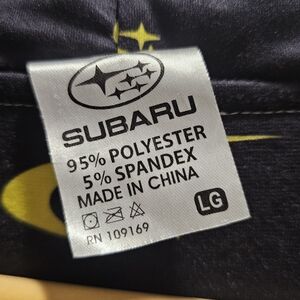 SUBARU
95% POLYESTER
5% SPANDEX
MADE IN CHINA
LG
RN 109169